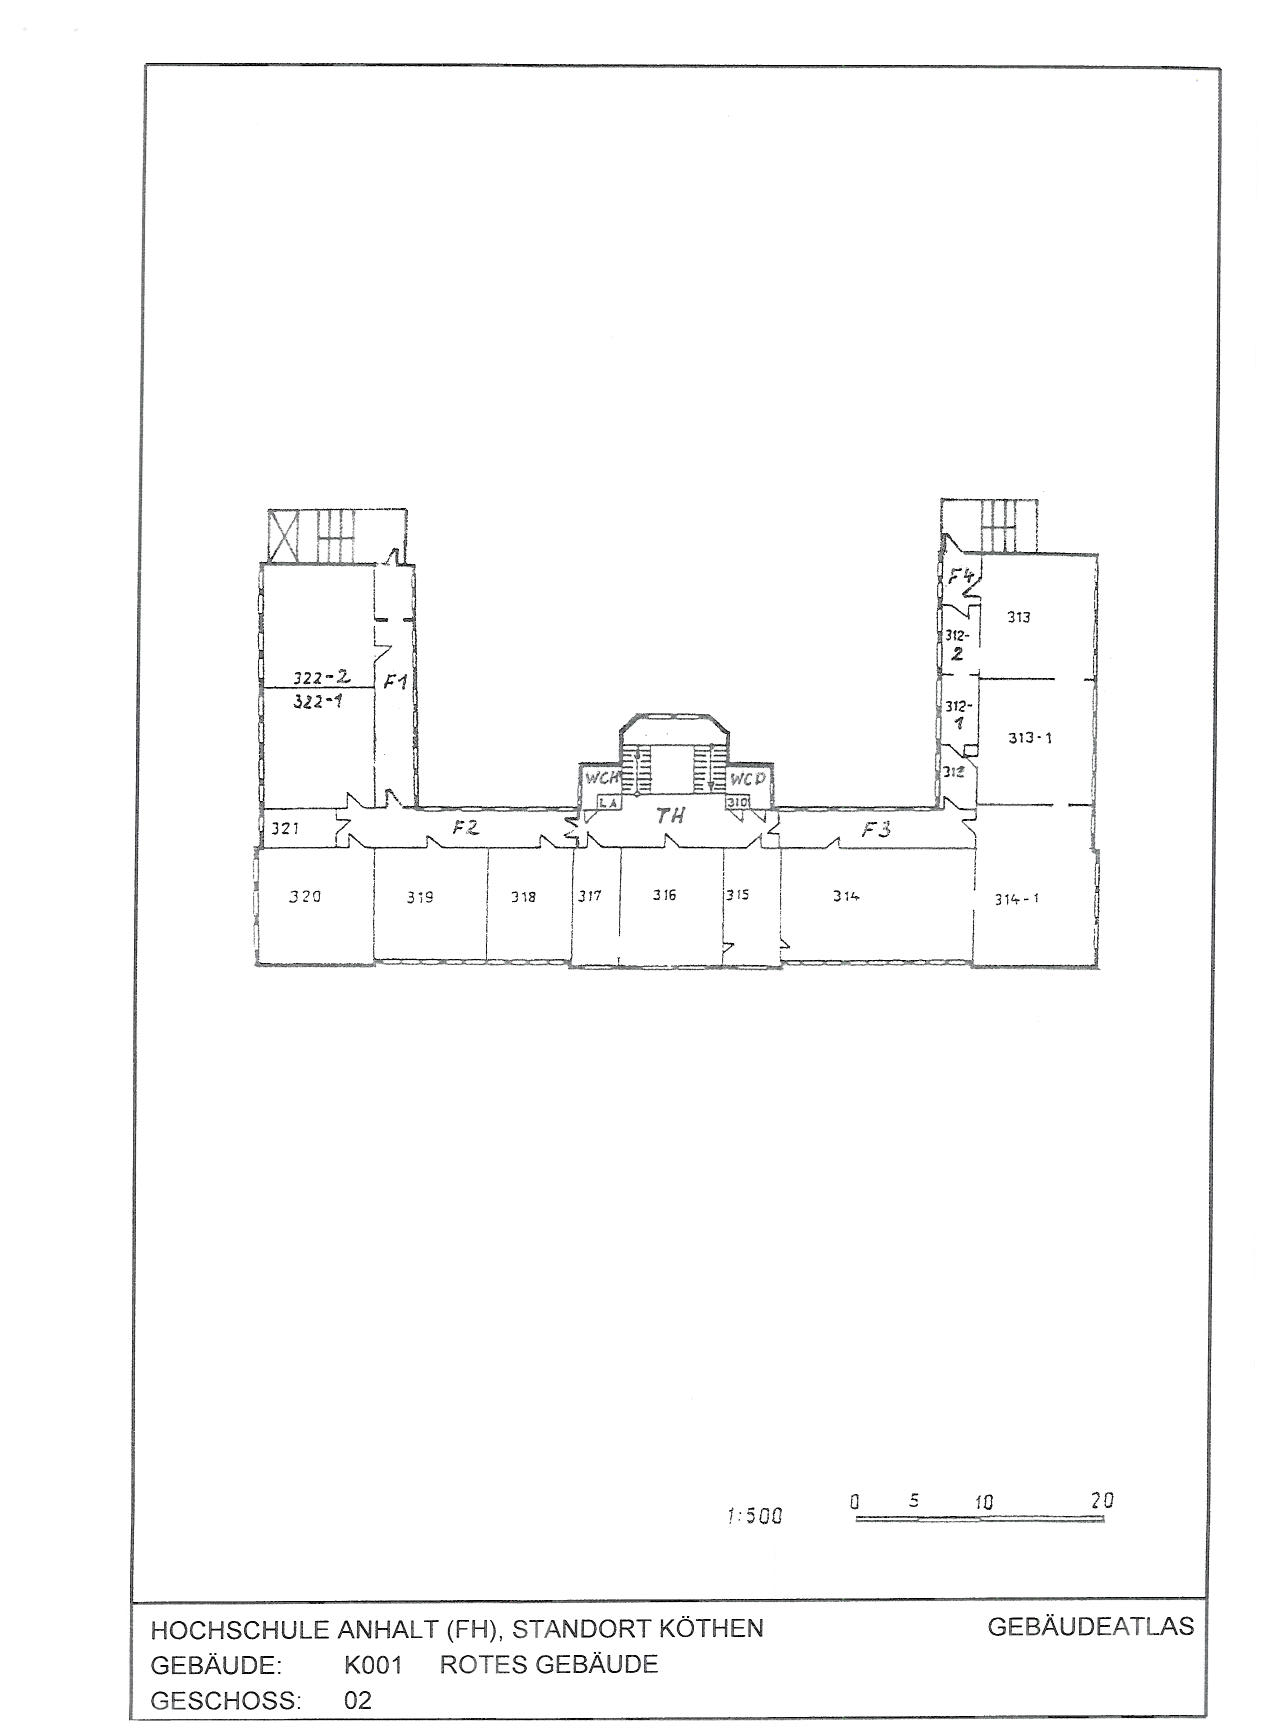 F4
313
312-
2
322-2
F1
322-1
312-
1
313-1
WCH
WCD
312
LA
310
TH
321
F2
F3
320
319
318
317
316
315
314
314-1
0 5 10 20
1:500
HOCHSCHULE ANHALT (FH), STANDORT KÖTHEN GEBÄUDEATLAS
GEBÄUDE: K001 ROTES GEBÄUDE
GESCHOSS: 02